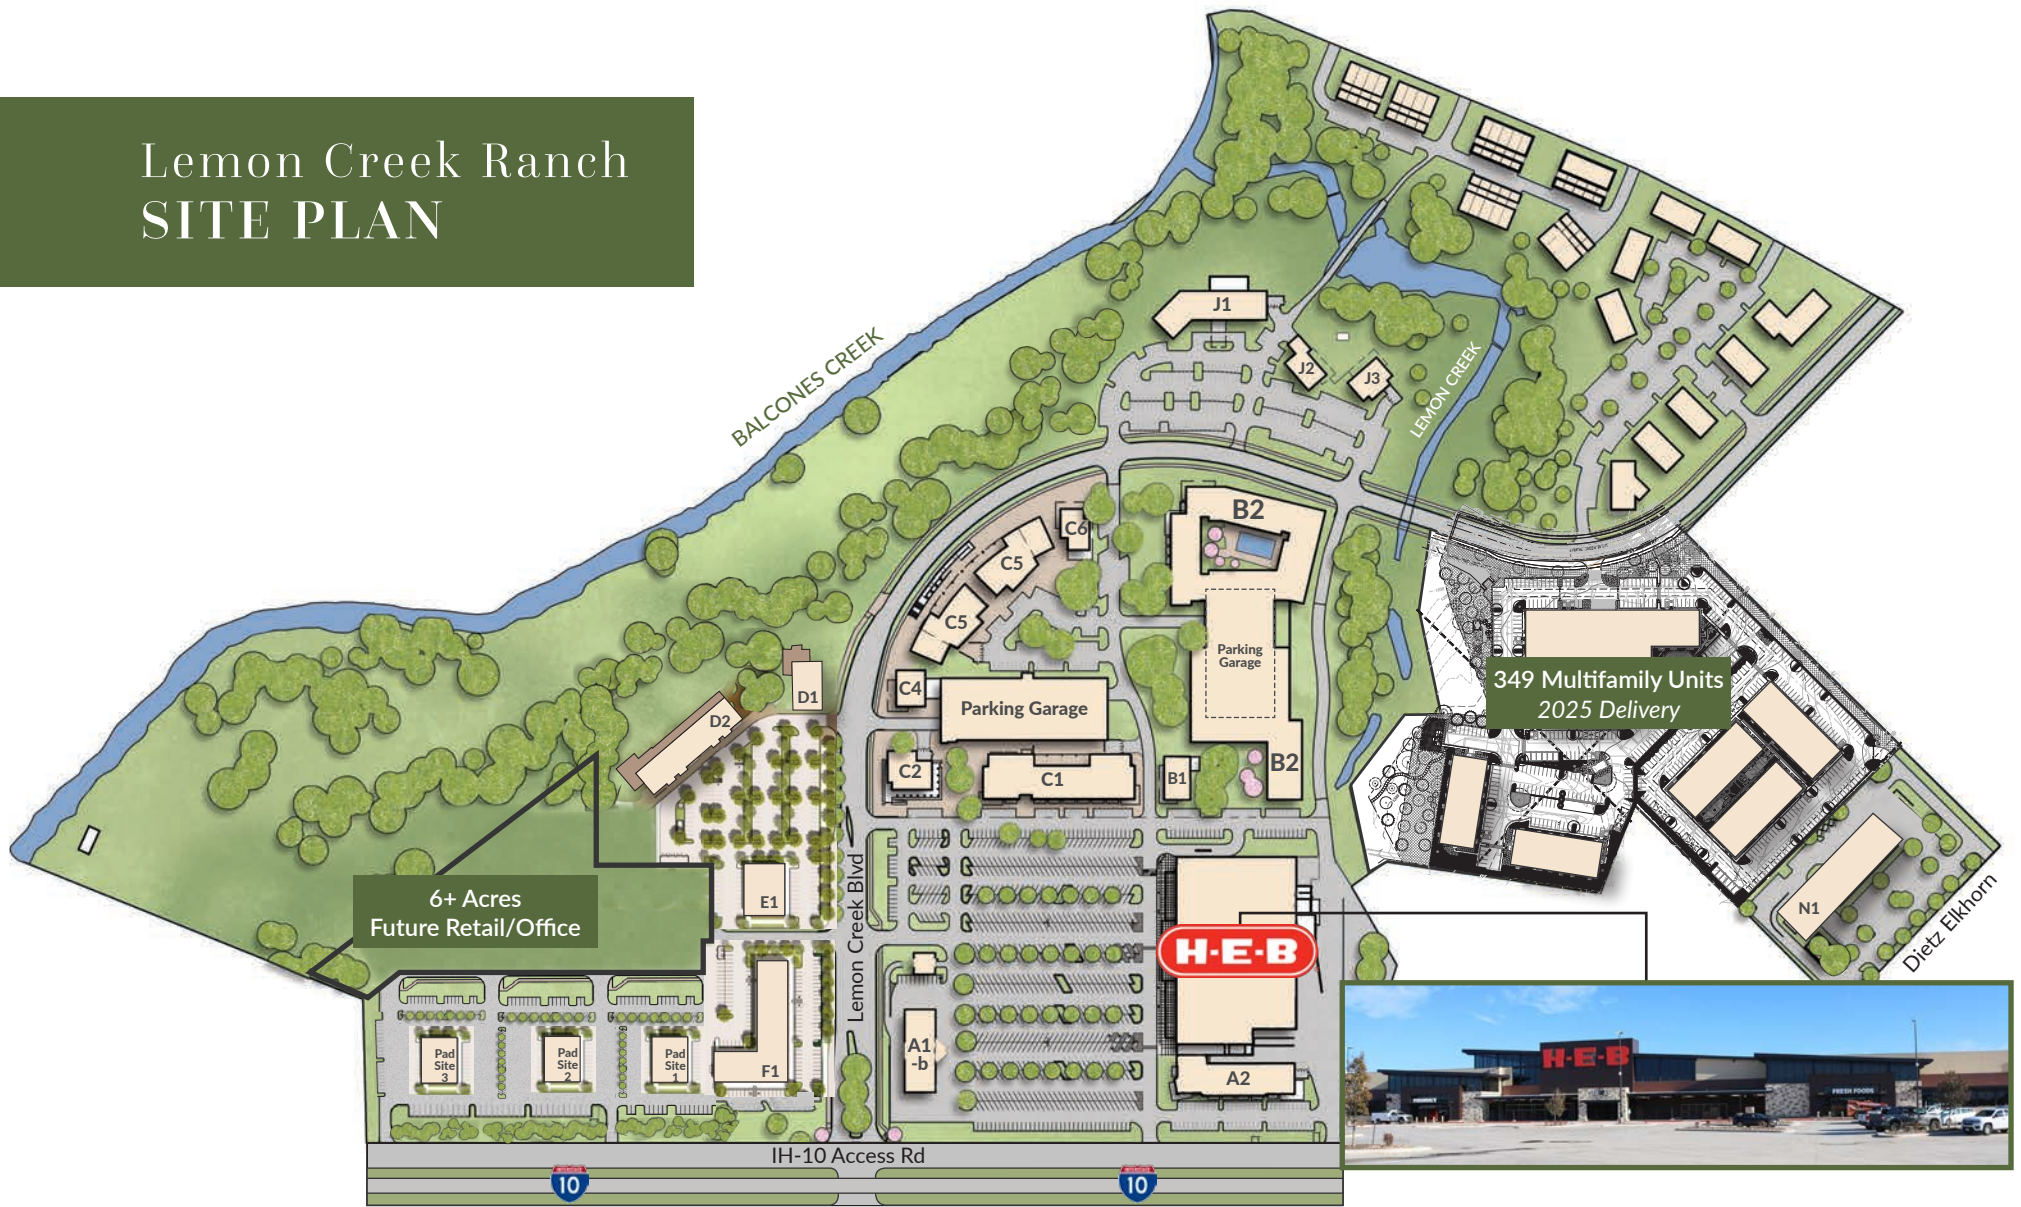 Lemon Creek Ranch
SITE PLAN
BALCONES CREEK
LEMON CREEK
J1
J2
J3
B2
C6
C5
C5
Parking
Garage
C4
Parking Garage
D1
D2
C2
C1
B1
B2
349 Multifamily Units
2025 Delivery
6+ Acres
Future Retail/Office
E1
Lemon Creek Blvd
H-E-B
N1
Dietz Elkhorn
Pad
Site
3
Pad
Site
2
Pad
Site
1
F1
A1
-b
A2
H-E-B
FRESH FOODS
IH-10 Access Rd
10
10